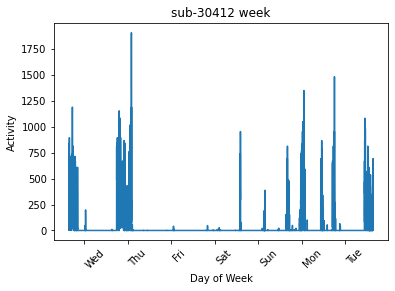 sub-30412 week
1750
1500
1250
1000
750
500
250
0
Activity
Wed
Thu
Fri
Sat
Sun
Mon
Tue
Day of Week